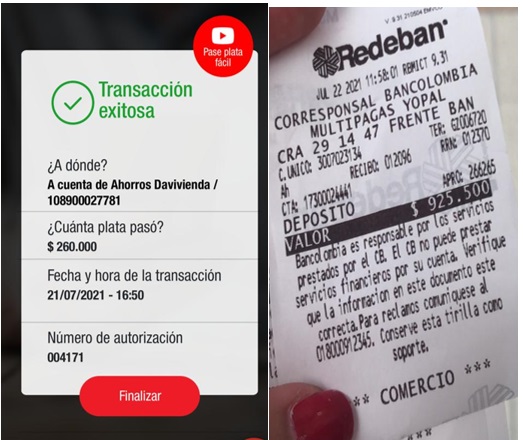 Pase plata
fácil
Transacción
exitosa
¿A dónde?
A cuenta de Ahorros Davivienda /
108900027781
¿Cuánta plata pasó?
$ 260.000
Fecha y hora de la transacción
21/07/2021 - 16:50
Número de autorización
004171
Finalizar
Redeban
JUL 22 2021 11:58:01 REMICT 9.31
CORRESPONSAL BANCOLOMBIA
MULTIPAGAS YOPAL
CRA 29 14 47 FRENTE BAN
C.UNICO: 3007023134 TER: GZ006720
RECIBO: 012096 RRN: 012370
Ah
CTA: 17300024441 APRO: 266265
DEPOSITO
VALOR $ 925.500
Bancolombia es responsable por los servicios
prestados por el CB. El CB no puede prestar
servicios financieros por su cuenta. Verifique
que la informacion en este documento este
correcta.Para reclamos comuniquese al
018000912345. Conserve esta tirilla como
soporte.
** COMERCIO ***